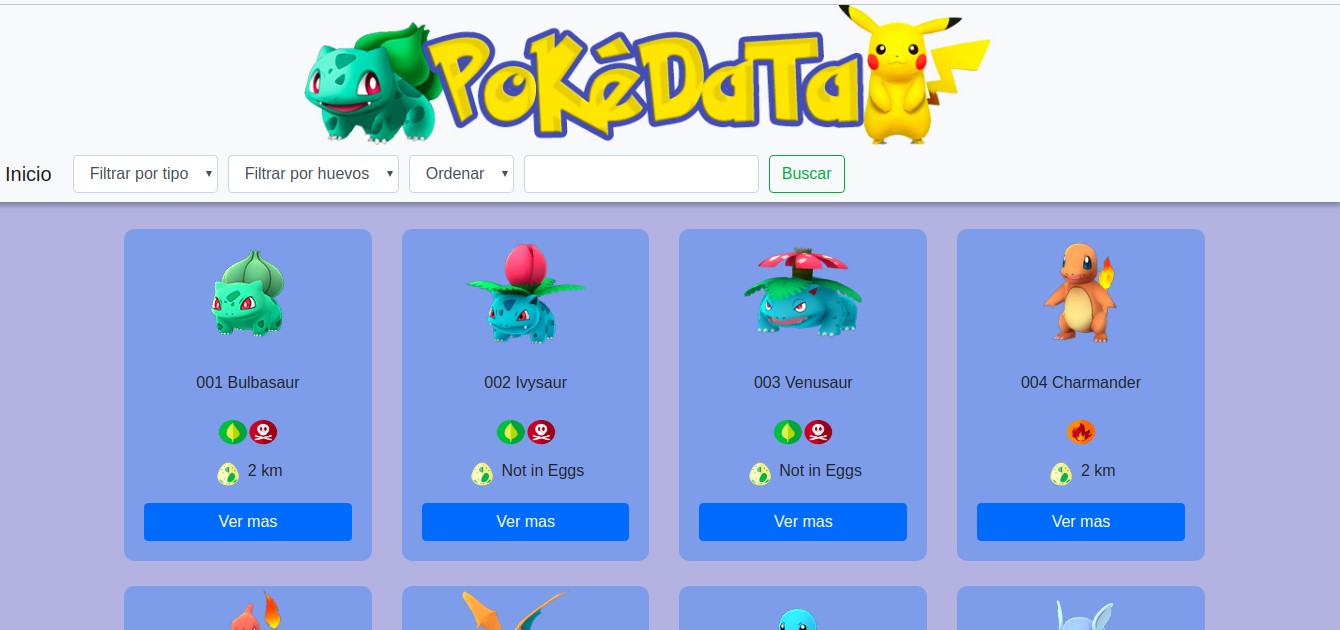 PoKéDaTa
Inicio Filtrar por tipo Filtrar por huevos Ordenar Buscar
001 Bulbasaur 002 Ivysaur 003 Venusaur 004 Charmander
2 km Not in Eggs Not in Eggs 2 km
Ver mas Ver mas Ver mas Ver mas